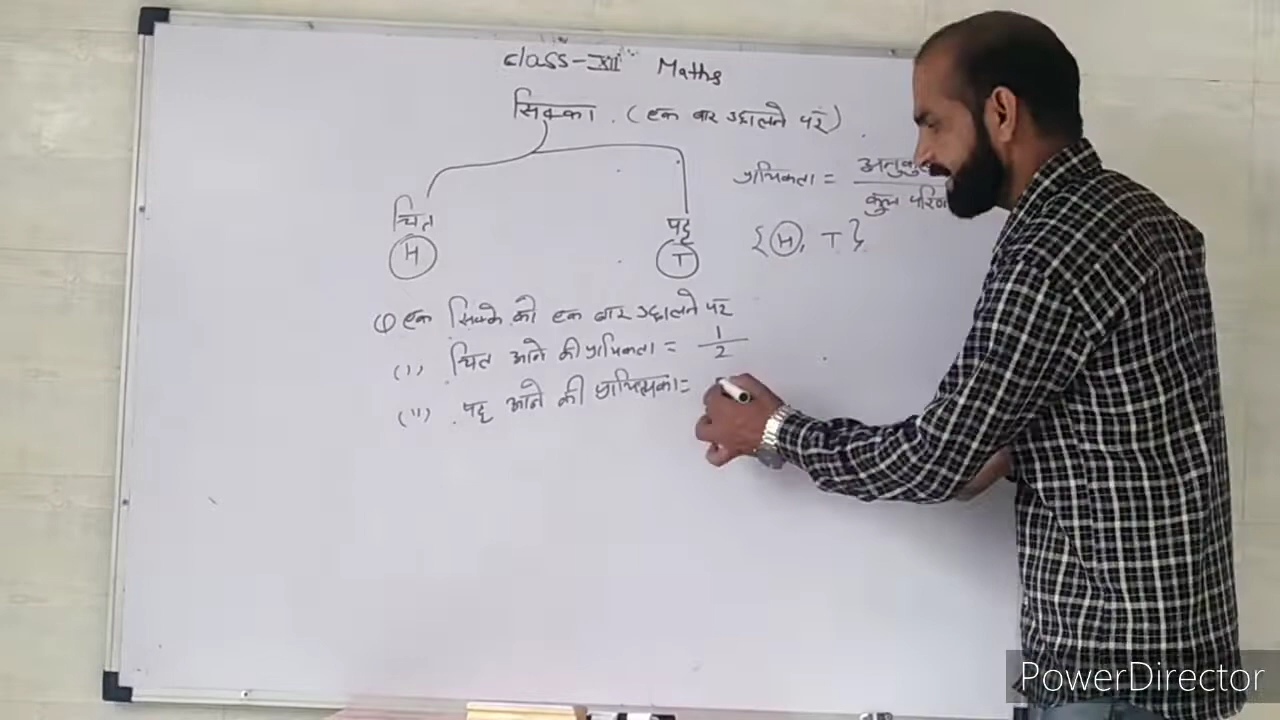 class-XII Maths
सिक्का. (एक बार उछालने पर)
प्रायिकता = अनुकुल
कुल परिणा
चित पट्
H T
{H, T}
① एक सिक्के को एक बार उछालने पर
(i) चित आने की प्रायिकता = 1/2
(ii) पट् आने की =
PowerDirector